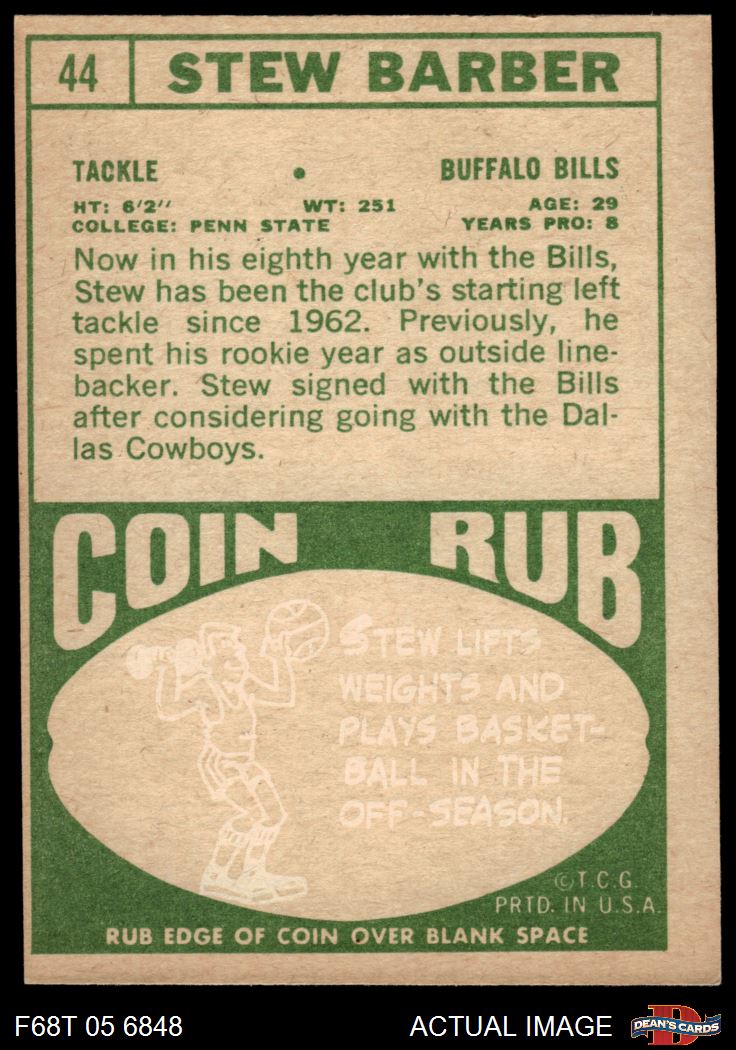 44 STEW BARBER
TACKLE • BUFFALO BILLS
HT: 6'2'' WT: 251 AGE: 29
COLLEGE: PENN STATE YEARS PRO: 8
Now in his eighth year with the Bills,
Stew has been the club's starting left
tackle since 1962. Previously, he
spent his rookie year as outside line-
backer. Stew signed with the Bills
after considering going with the Dal-
las Cowboys.
COIN RUB
STEW LIFTS
WEIGHTS AND
PLAYS BASKET-
BALL IN THE
OFF-SEASON.
©T.C.G.
PRTD. IN U.S.A.
RUB EDGE OF COIN OVER BLANK SPACE
F68T 05 6848 ACTUAL IMAGE DEAN'S CARDS